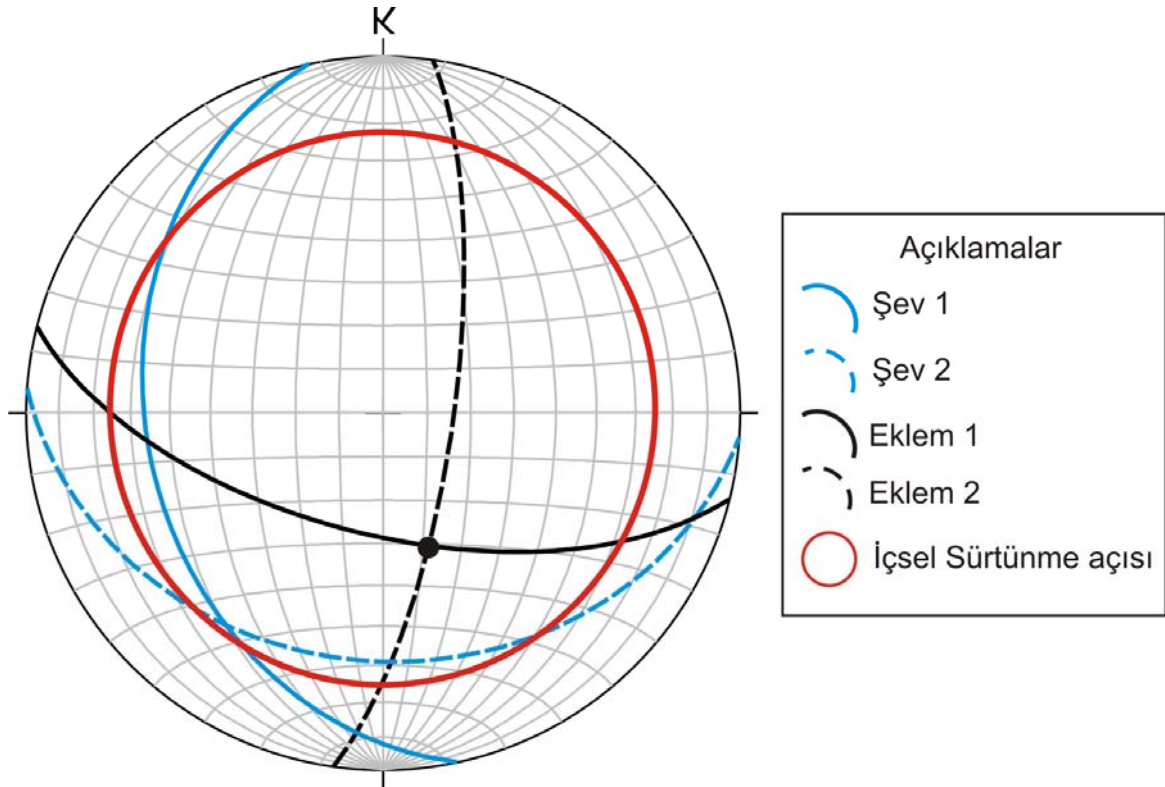 K
Açıklamalar
Şev 1
Şev 2
Eklem 1
Eklem 2
İçsel Sürtünme açısı